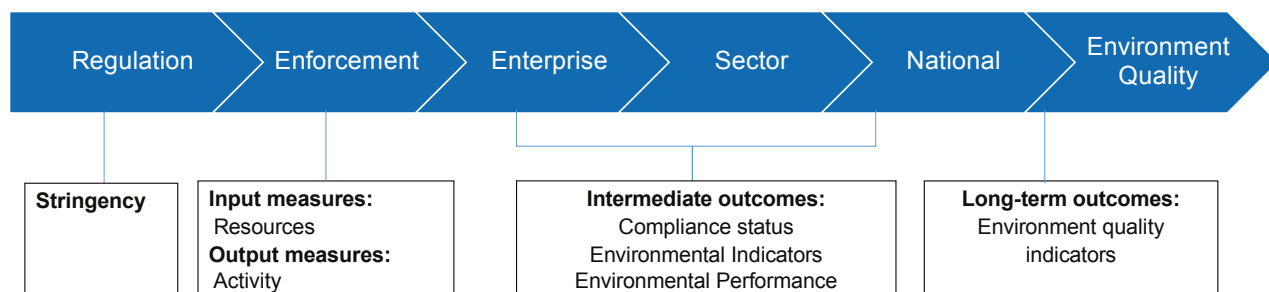 Regulation
Enforcement
Enterprise
Sector
National
Environment
Quality
Stringency
Input measures:
Resources
Output measures:
Activity
Intermediate outcomes:
Compliance status
Environmental Indicators
Environmental Performance
Long-term outcomes:
Environment quality
indicators